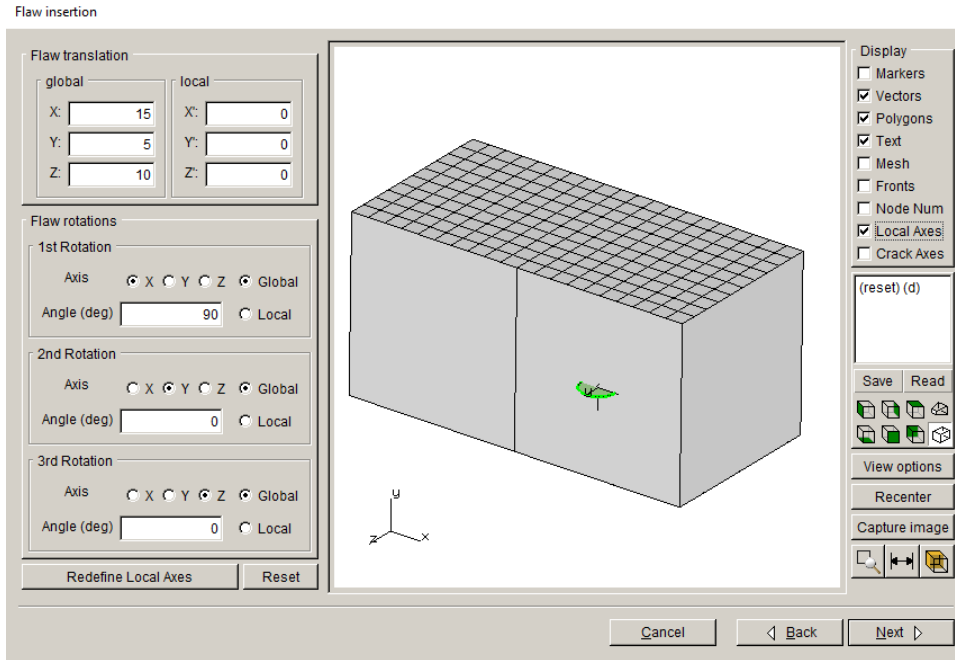 Flaw insertion
Flaw translation
global
X: 15
Y: 5
Z: 10
local
X': 0
Y': 0
Z': 0
Flaw rotations
1st Rotation
Axis X Y Z Global
Angle (deg) 90 Local
2nd Rotation
Axis X Y Z Global
Angle (deg) 0 Local
3rd Rotation
Axis X Y Z Global
Angle (deg) 0 Local
Redefine Local Axes Reset
y
y
z x
Display
Markers
Vectors
Polygons
Text
Mesh
Fronts
Node Num
Local Axes
Crack Axes
(reset) (d)
Save Read
View options
Recenter
Capture image
Cancel Back Next